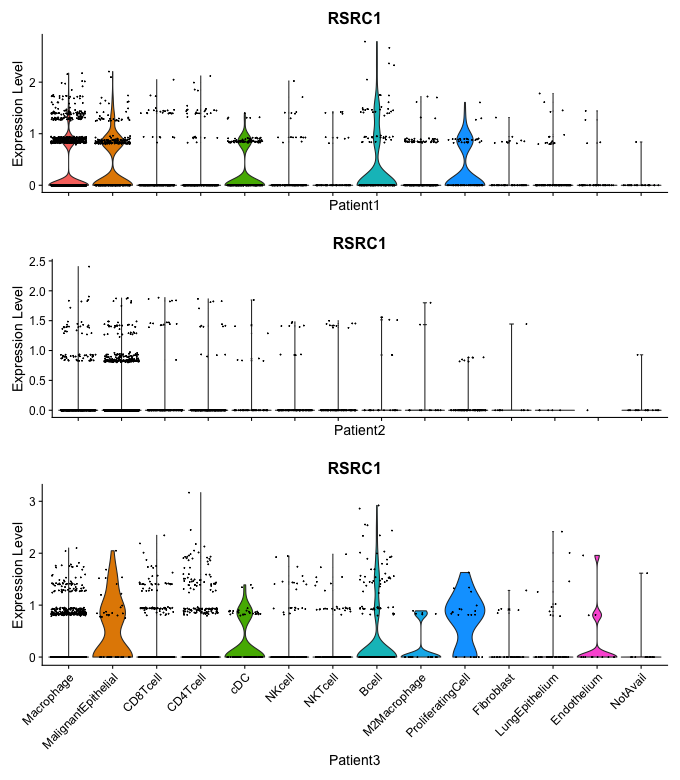 RSRC1
Expression Level
2
1
0
Patient1
RSRC1
Expression Level
2.5
2.0
1.5
1.0
0.5
0.0
Patient2
RSRC1
Expression Level
3
2
1
0
Macrophage
MalignantEpithelial
CD8Tcell
CD4Tcell
cDC
NKcell
NKTcell
Bcell
M2Macrophage
ProliferatingCell
Fibroblast
LungEpithelium
Endothelium
NotAvail
Patient3